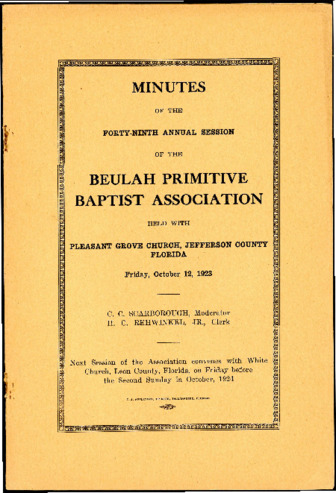 MINUTES
OF THE
FORTY-NINTH ANNUAL SESSION
OF THE
BEULAH PRIMITIVE
BAPTIST ASSOCIATION
HELD WITH
PLEASANT GROVE CHURCH, JEFFERSON COUNTY
FLORIDA
Friday, October 12, 1923
C. C. SCARBOROUGH, Moderator
H. C. REHWINKEL, JR., Clerk
Next Session of the Association convenes with White
Church, Leon County, Florida, on Friday before
the Second Sunday in October, 1924